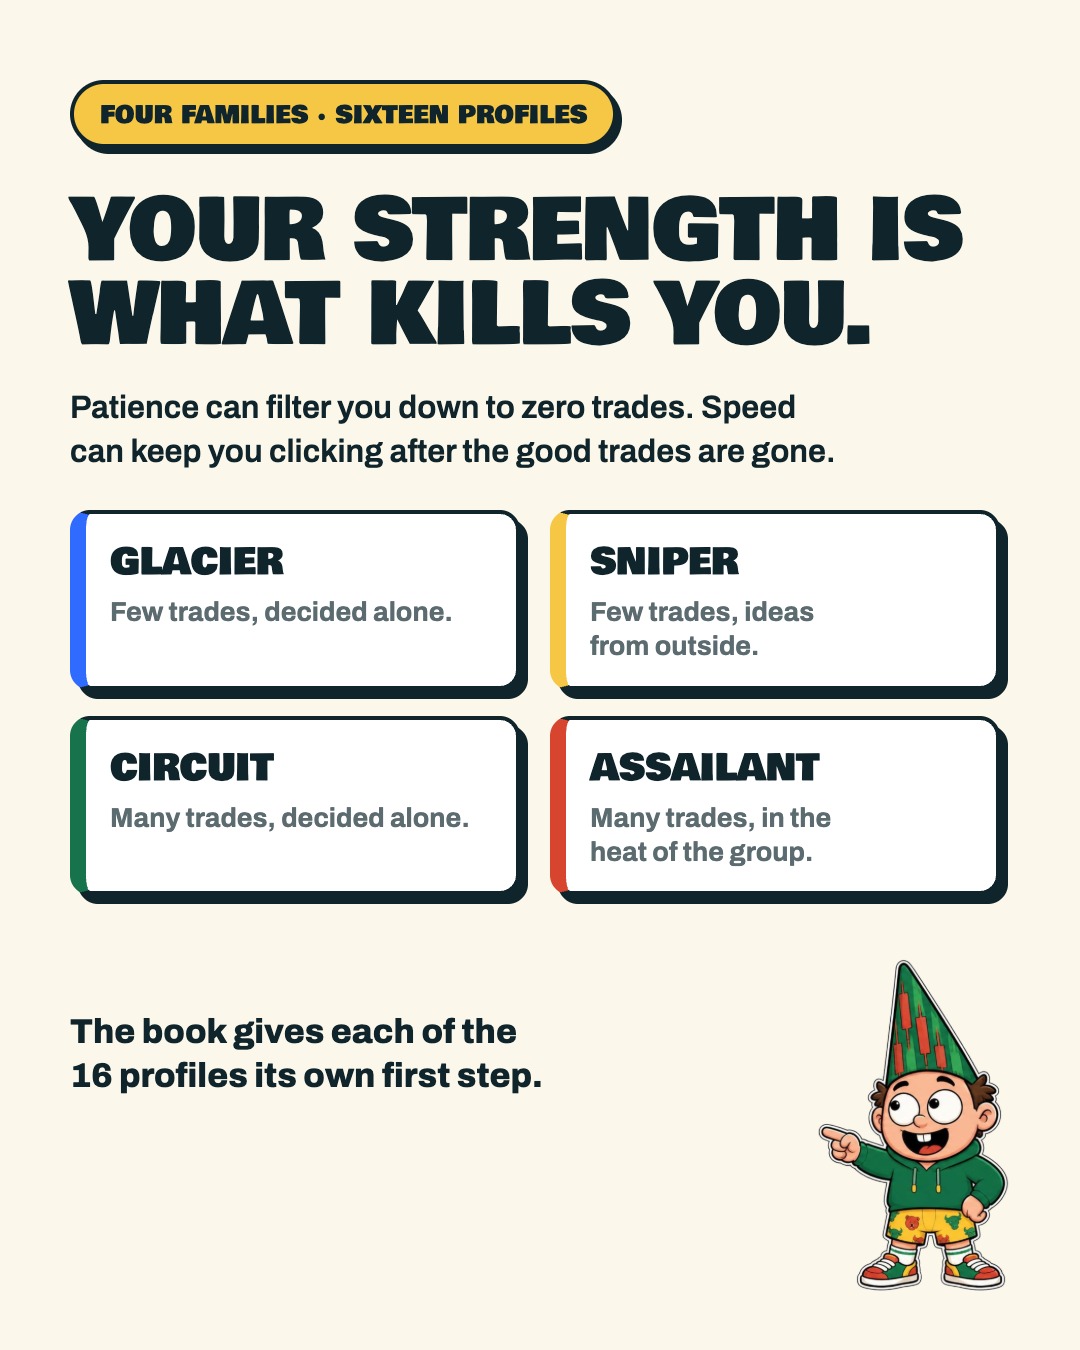 FOUR FAMILIES · SIXTEEN PROFILES
YOUR STRENGTH IS
WHAT KILLS YOU.
Patience can filter you down to zero trades. Speed
can keep you clicking after the good trades are gone.
GLACIER
Few trades, decided alone.
SNIPER
Few trades, ideas
from outside.
CIRCUIT
Many trades, decided alone.
ASSAILANT
Many trades, in the
heat of the group.
The book gives each of the
16 profiles its own first step.